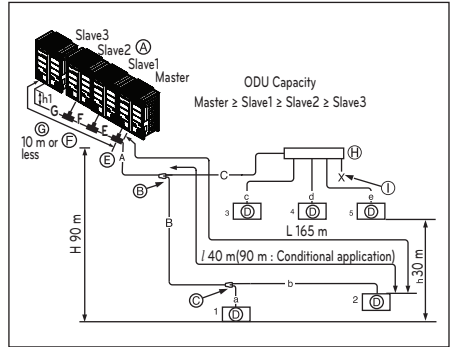 Slave3
Slave2 Ⓐ
Slave1
Master
ODU Capacity
Master ≥ Slave1 ≥ Slave2 ≥ Slave3
h1
G
F
E
Ⓖ Ⓕ Ⓔ
10 m or
less
A
Ⓗ
C
X Ⓘ
Ⓑ
c d e
3 Ⓓ 4 Ⓓ 5 Ⓓ
L 165 m
H 90 m
B
l 40 m(90 m : Conditional application)
h 30 m
Ⓒ
b
a
2 Ⓓ
1 Ⓓ